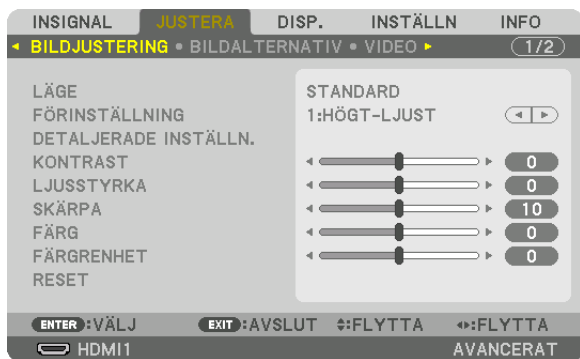 INSIGNAL JUSTERA DISP. INSTÄLLN INFO
BILDJUSTERING • BILDALTERNATIV • VIDEO 1/2
LÄGE STANDARD
FÖRINSTÄLLNING 1:HÖGT-LJUST
DETALJERADE INSTÄLLN.
KONTRAST 0
LJUSSTYRKA 0
SKÄRPA 10
FÄRG 0
FÄRGRENHET 0
RESET
ENTER:VÄLJ EXIT:AVSLUT :FLYTTA :FLYTTA
HDMI1 AVANCERAT